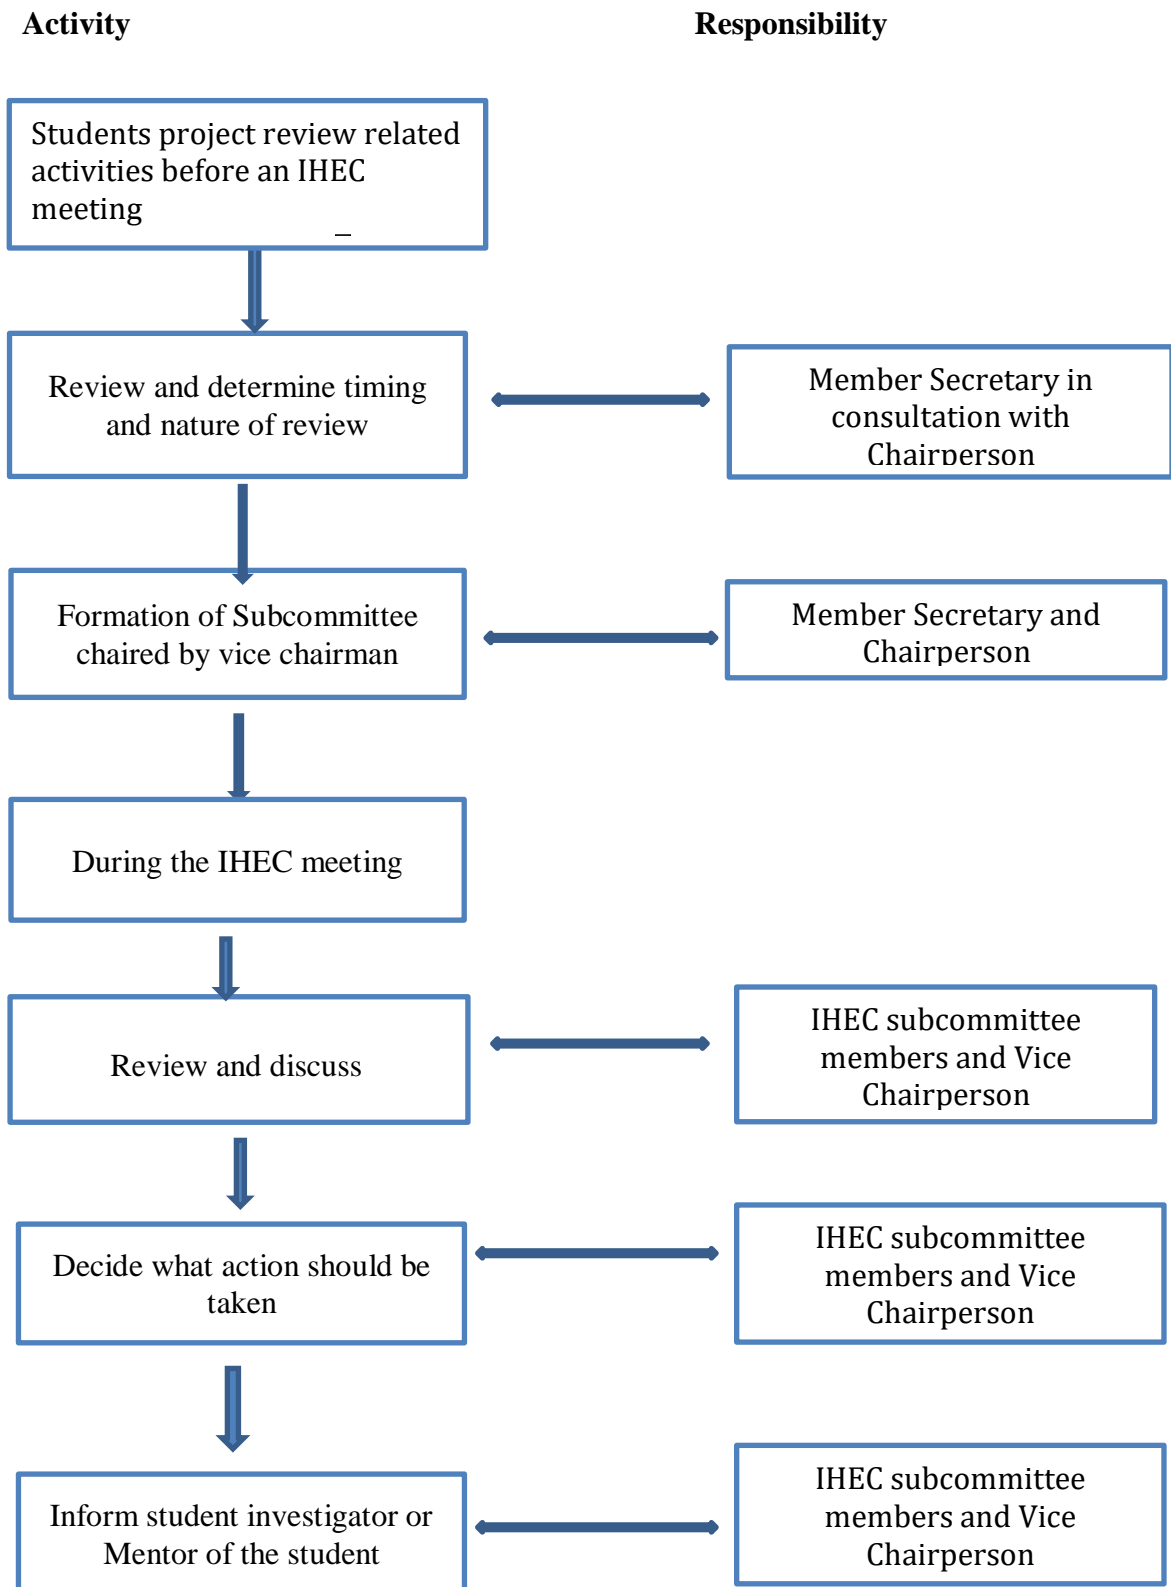 Activity
Responsibility
Students project review related
activities before an IHEC
meeting
_
Review and determine timing
and nature of review
Member Secretary in
consultation with
Chairperson
Formation of Subcommittee
chaired by vice chairman
Member Secretary and
Chairperson
During the IHEC meeting
Review and discuss
IHEC subcommittee
members and Vice
Chairperson
Decide what action should be
taken
IHEC subcommittee
members and Vice
Chairperson
Inform student investigator or
Mentor of the student
IHEC subcommittee
members and Vice
Chairperson